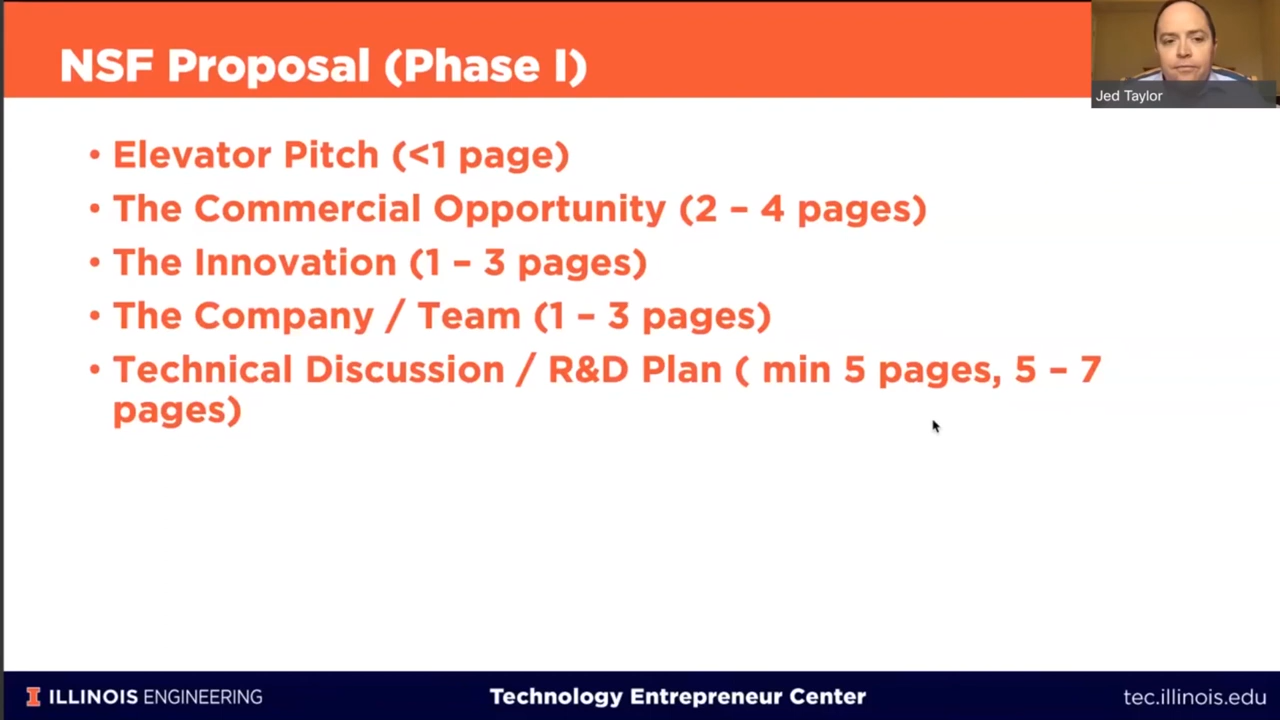 NSF Proposal (Phase I)
Jed Taylor
• Elevator Pitch (<1 page)
• The Commercial Opportunity (2 – 4 pages)
• The Innovation (1 – 3 pages)
• The Company / Team (1 – 3 pages)
• Technical Discussion / R&D Plan ( min 5 pages, 5 – 7
pages)
I ILLINOIS ENGINEERING
Technology Entrepreneur Center
tec.illinois.edu